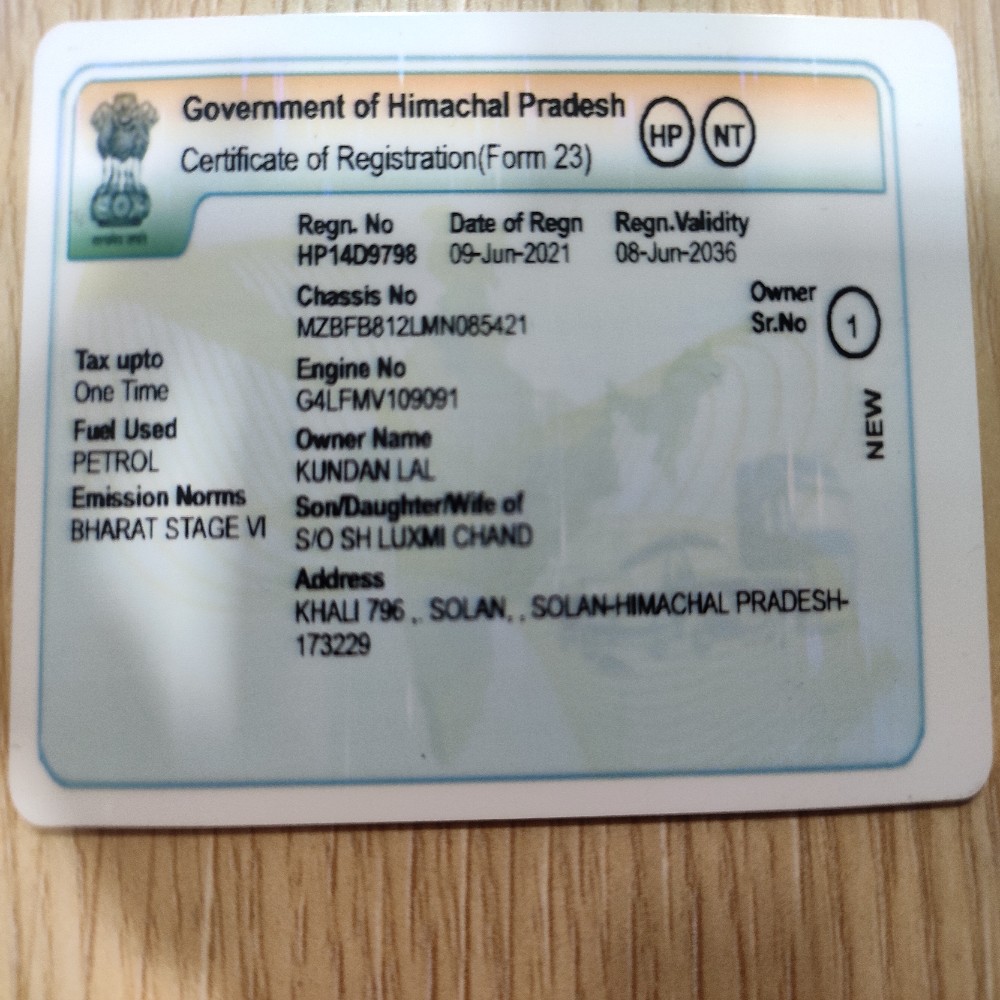 Government of Himachal Pradesh HP NT
Certificate of Registration(Form 23)
Regn. No Date of Regn Regn.Validity
HP14D9798 09-Jun-2021 08-Jun-2036
Chassis No
MZBFB812LMN085421
Owner
Sr.No 1
Tax upto
One Time
Fuel Used
PETROL
Emission Norms
BHARAT STAGE VI
Engine No
G4LFMV109091
Owner Name
KUNDAN LAL
Son/Daughter/Wife of
S/O SH LUXMI CHAND
Address
KHALI 796 , . SOLAN, , SOLAN-HIMACHAL PRADESH-
173229
NEW